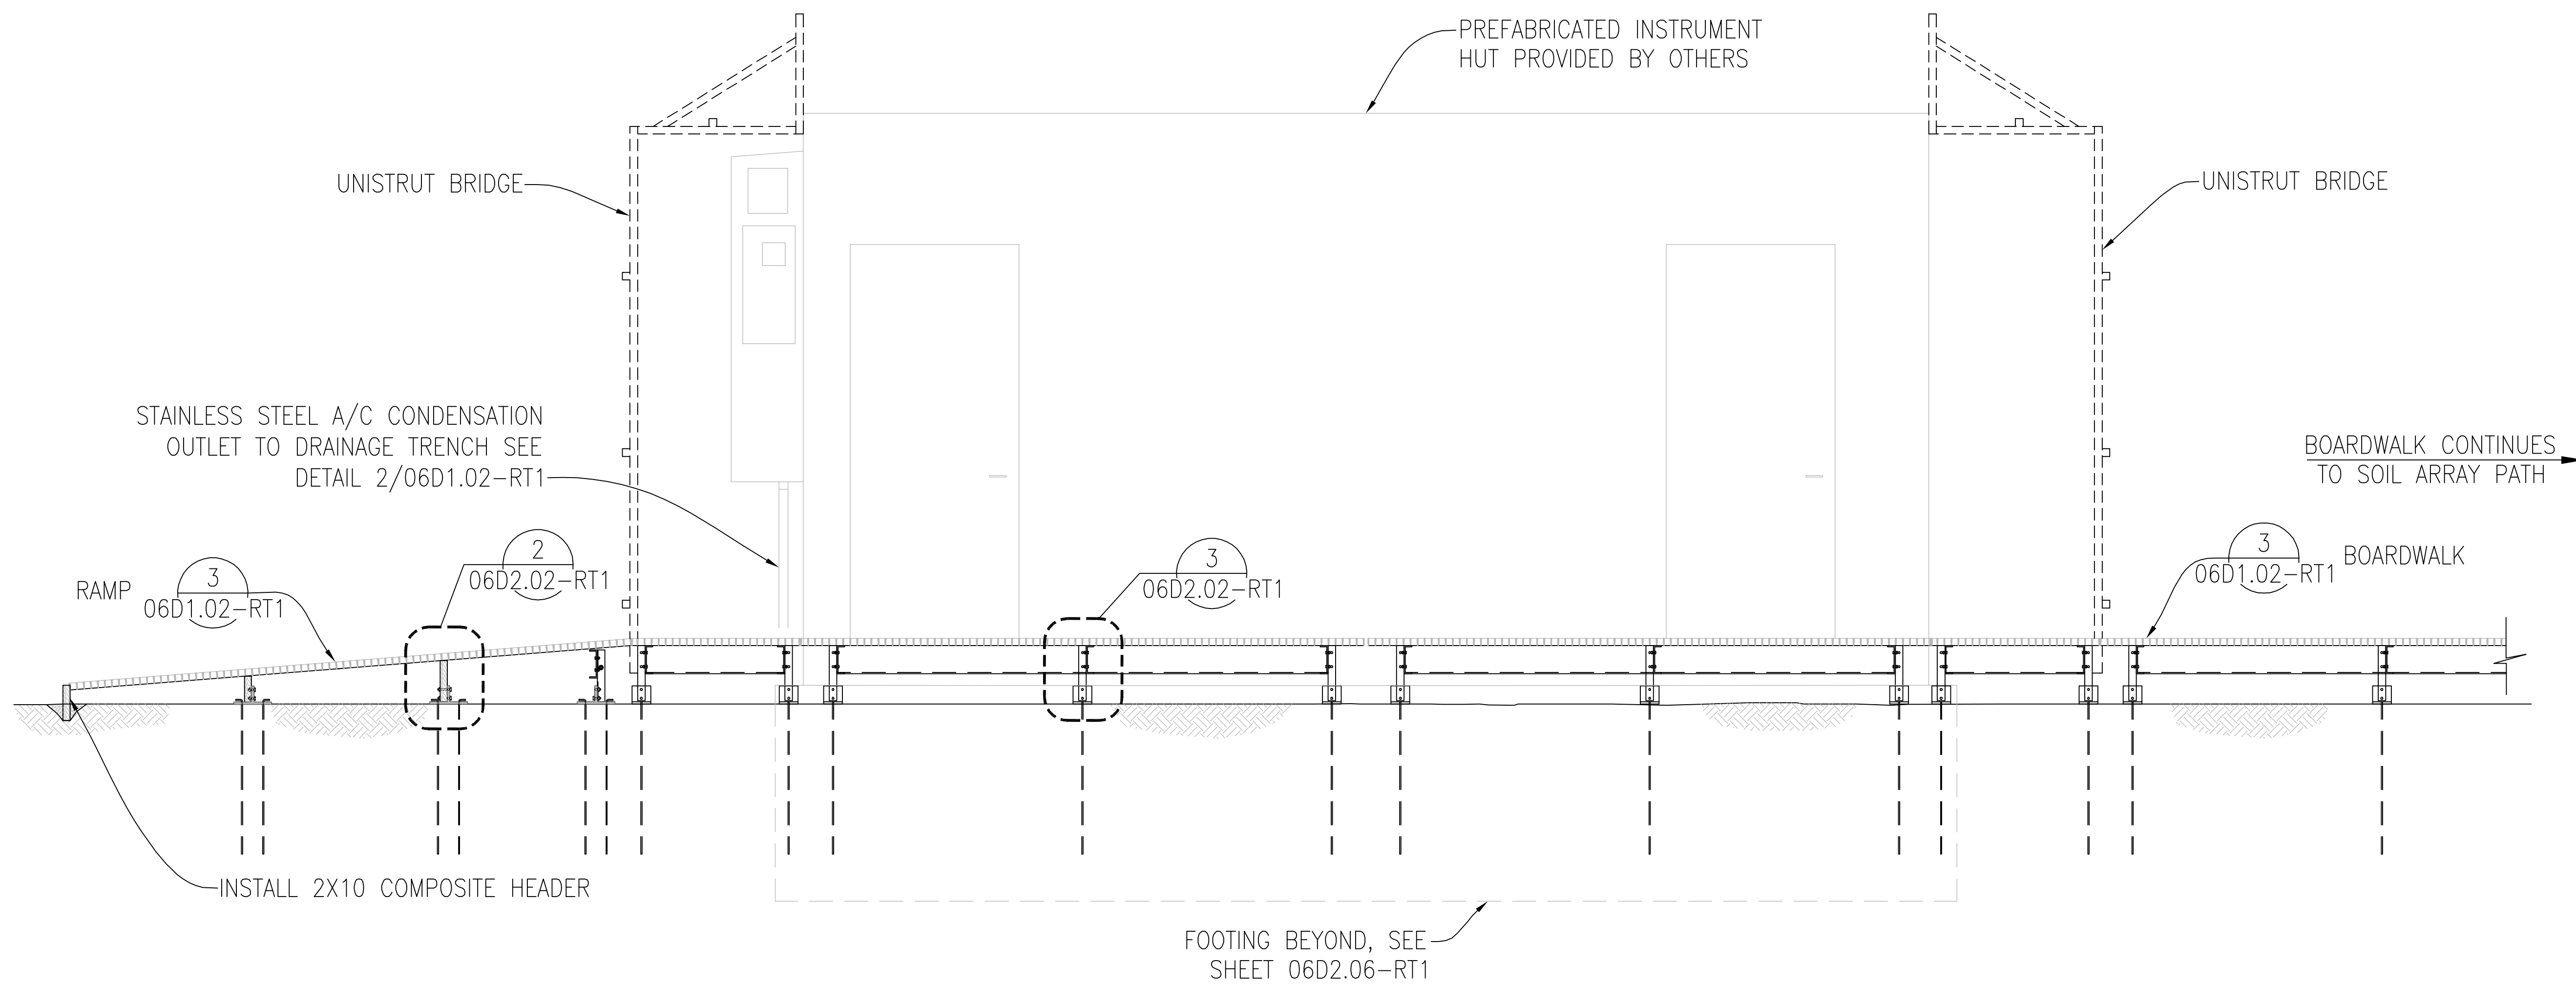 PREFABRICATED INSTRUMENT
HUT PROVIDED BY OTHERS
UNISTRUT BRIDGE
UNISTRUT BRIDGE
STAINLESS STEEL A/C CONDENSATION
OUTLET TO DRAINAGE TRENCH SEE
DETAIL 2/06D1.02-RT1
BOARDWALK CONTINUES
TO SOIL ARRAY PATH
RAMP
3
06D1.02-RT1
2
06D2.02-RT1
3
06D2.02-RT1
3
06D1.02-RT1
BOARDWALK
INSTALL 2X10 COMPOSITE HEADER
FOOTING BEYOND, SEE
SHEET 06D2.06-RT1